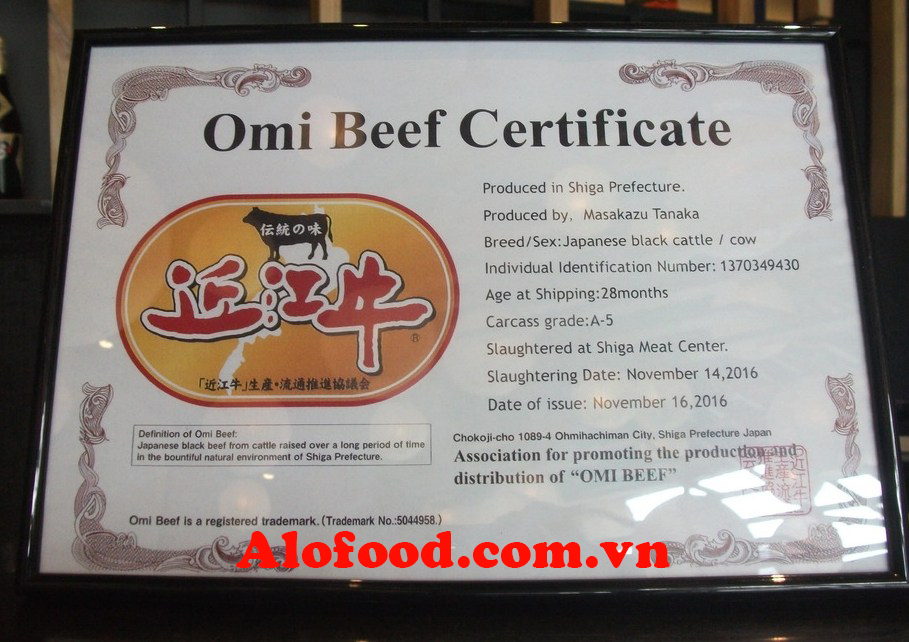 Omi Beef Certificate
伝統の味
近江牛
®
「近江牛」生産・流通推進協議会
Produced in Shiga Prefecture.
Produced by, Masakazu Tanaka
Breed/Sex:Japanese black cattle / cow
Individual Identification Number: 1370349430
Age at Shipping:28months
Carcass grade:A-5
Slaughtered at Shiga Meat Center.
Slaughtering Date: November 14,2016
Date of issue: November 16,2016
Definition of Omi Beef:
Japanese black beef from cattle raised over a long period of time
in the bountiful natural environment of Shiga Prefecture.
Chokoji-cho 1089-4 Ohmihachiman City, Shiga Prefecture Japan
Association for promoting the production and
distribution of “OMI BEEF”
Omi Beef is a registered trademark. (Trademark No.:5044958.)
Alofood.com.vn